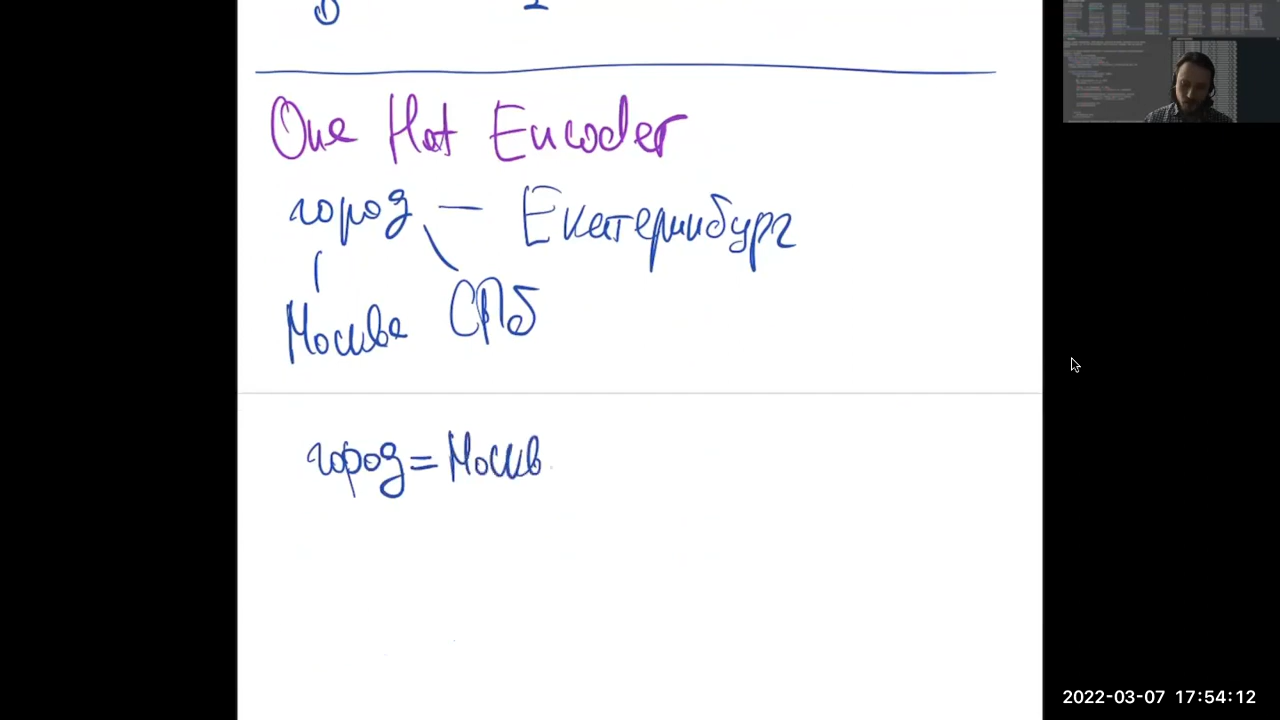 One Hot Encoder
город — Екатеринбург
Москва СПб
город = Москв
2022-03-07 17:54:12